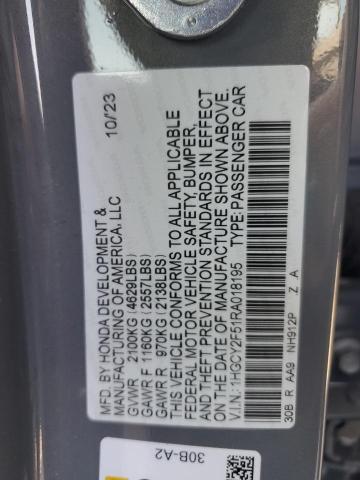 MFD. BY HONDA DEVELOPMENT & 10/'23
MANUFACTURING OF AMERICA, LLC
GVWR 2100KG (4629LBS)
GAWR F 1160KG (2557LBS)
GAWR R 970KG (2138LBS)
THIS VEHICLE CONFORMS TO ALL APPLICABLE
FEDERAL MOTOR VEHICLE SAFETY, BUMPER,
AND THEFT PREVENTION STANDARDS IN EFFECT
ON THE DATE OF MANUFACTURE SHOWN ABOVE.
V.I.N.: 1HGCY2F51RA018195 TYPE: PASSENGER CAR
30B R AA9 NH912P .Z .A
30B-A2